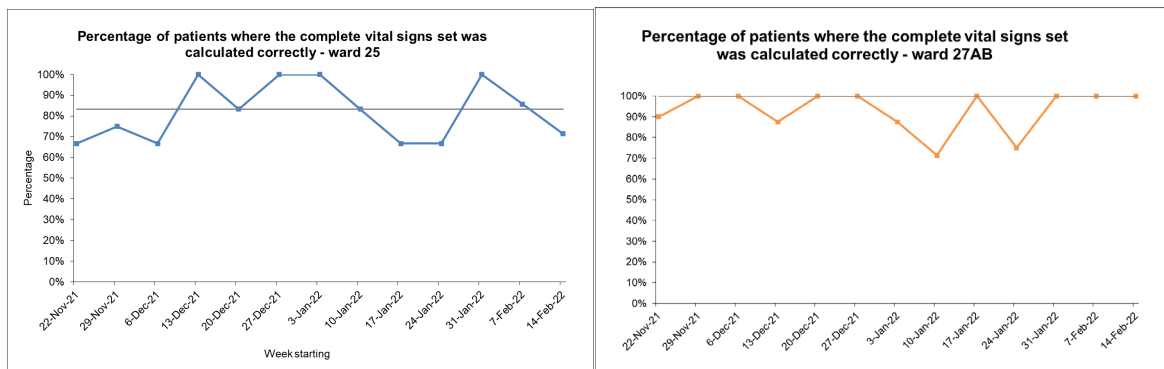 Percentage of patients where the complete vital signs set was
calculated correctly - ward 25
100%
90%
80%
70%
60%
50%
40%
30%
20%
10%
0%
Percentage
22-Nov-21
29-Nov-21
6-Dec-21
13-Dec-21
20-Dec-21
27-Dec-21
3-Jan-22
10-Jan-22
17-Jan-22
24-Jan-22
31-Jan-22
7-Feb-22
14-Feb-22
Week starting
Percentage of patients where the complete vital signs set
was calculated correctly - ward 27AB
100%
90%
80%
70%
60%
50%
40%
30%
20%
10%
0%
22-Nov-21
29-Nov-21
6-Dec-21
13-Dec-21
20-Dec-21
27-Dec-21
3-Jan-22
10-Jan-22
17-Jan-22
24-Jan-22
31-Jan-22
7-Feb-22
14-Feb-22